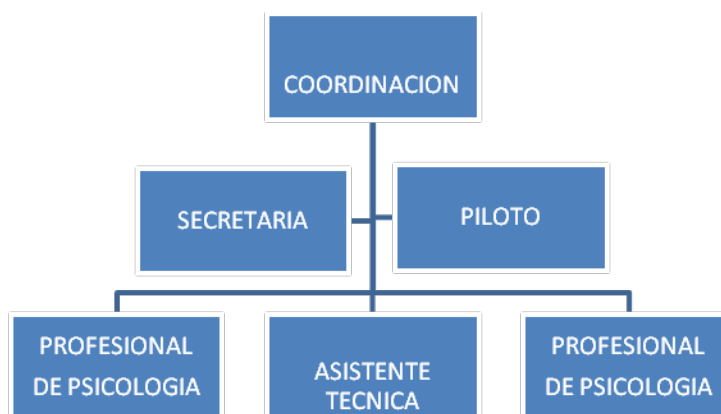 COORDINACION
SECRETARIA
PILOTO
PROFESIONAL
DE PSICOLOGIA
ASISTENTE
TECNICA
PROFESIONAL
DE PSICOLOGIA